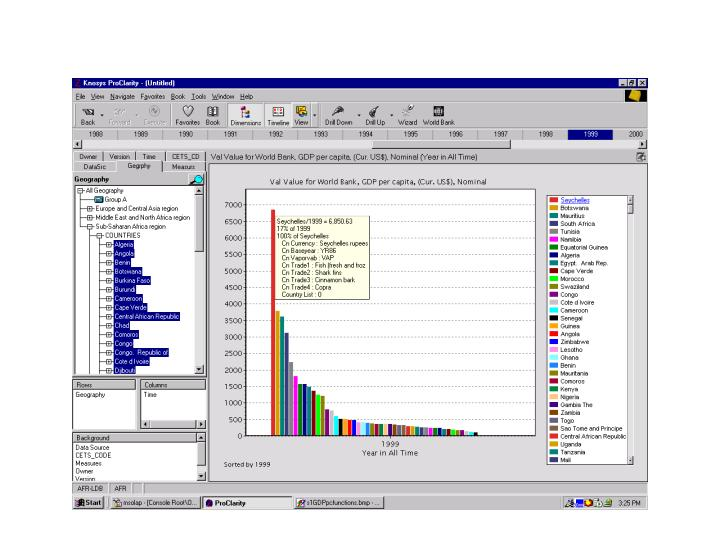 Knosys ProClarity - (Untitled)
File View Navigate Favorites Book Tools Window Help
Back Forward Execute Favorites Book Dimensions Timeline View Drill Down Drill Up Wizard World Bank
1988 1989 1990 1991 1992 1993 1994 1995 1996 1997 1998 1999 2000
Owner Version Time CETS_CO
DataSrc Geogrphy Measurs
Val Value for World Bank, GDP per capita, (Cur. US$), Nominal (Year in All Time)
Geography
All Geography
Group A
Europe and Central Asia region
Middle East and North Africa region
Sub-Saharan Africa region
COUNTRIES
Algeria
Angola
Benin
Botswana
Burkina Faso
Burundi
Cameroon
Cape Verde
Central African Republic
Chad
Comoros
Congo
Congo, Republic of
Cote d Ivoire
Djibouti
Rows
Geography
Columns
Time
Background
Data Source
CETS_CODE
Measures
Owner
Version
Val Value for World Bank, GDP per capita, (Cur. US$), Nominal
7000
6500
6000
5500
5000
4500
4000
3500
3000
2500
2000
1500
1000
500
0
Seychelles/1999 = 6,850.63
17% of 1999
100% of Seychelles
Cn Currency : Seychelles rupees
Cn Baseyear : YR86
Cn Vaporvab : VAP
Cn Trade1 : Fish (fresh and froz
Cn Trade2 : Shark fins
Cn Trade3 : Cinnamon bark
Cn Trade4 : Copra
Country List : 0
1999
Year in All Time
Sorted by 1999
Seychelles
Botswana
Mauritius
South Africa
Tunisia
Namibia
Equatorial Guinea
Algeria
Egypt. Arab Rep.
Cape Verde
Morocco
Swaziland
Congo
Cote d Ivoire
Cameroon
Senegal
Guinea
Angola
Zimbabwe
Lesotho
Ghana
Benin
Mauritania
Comoros
Kenya
Nigeria
Gambia The
Zambia
Togo
Sao Tome and Principe
Central African Republic
Uganda
Tanzania
Mali
AFR-LDB AFR
Start msolap - [Console Root\O... ProClarity s1GDPpcfunctions.bmp - ... 3:25 PM